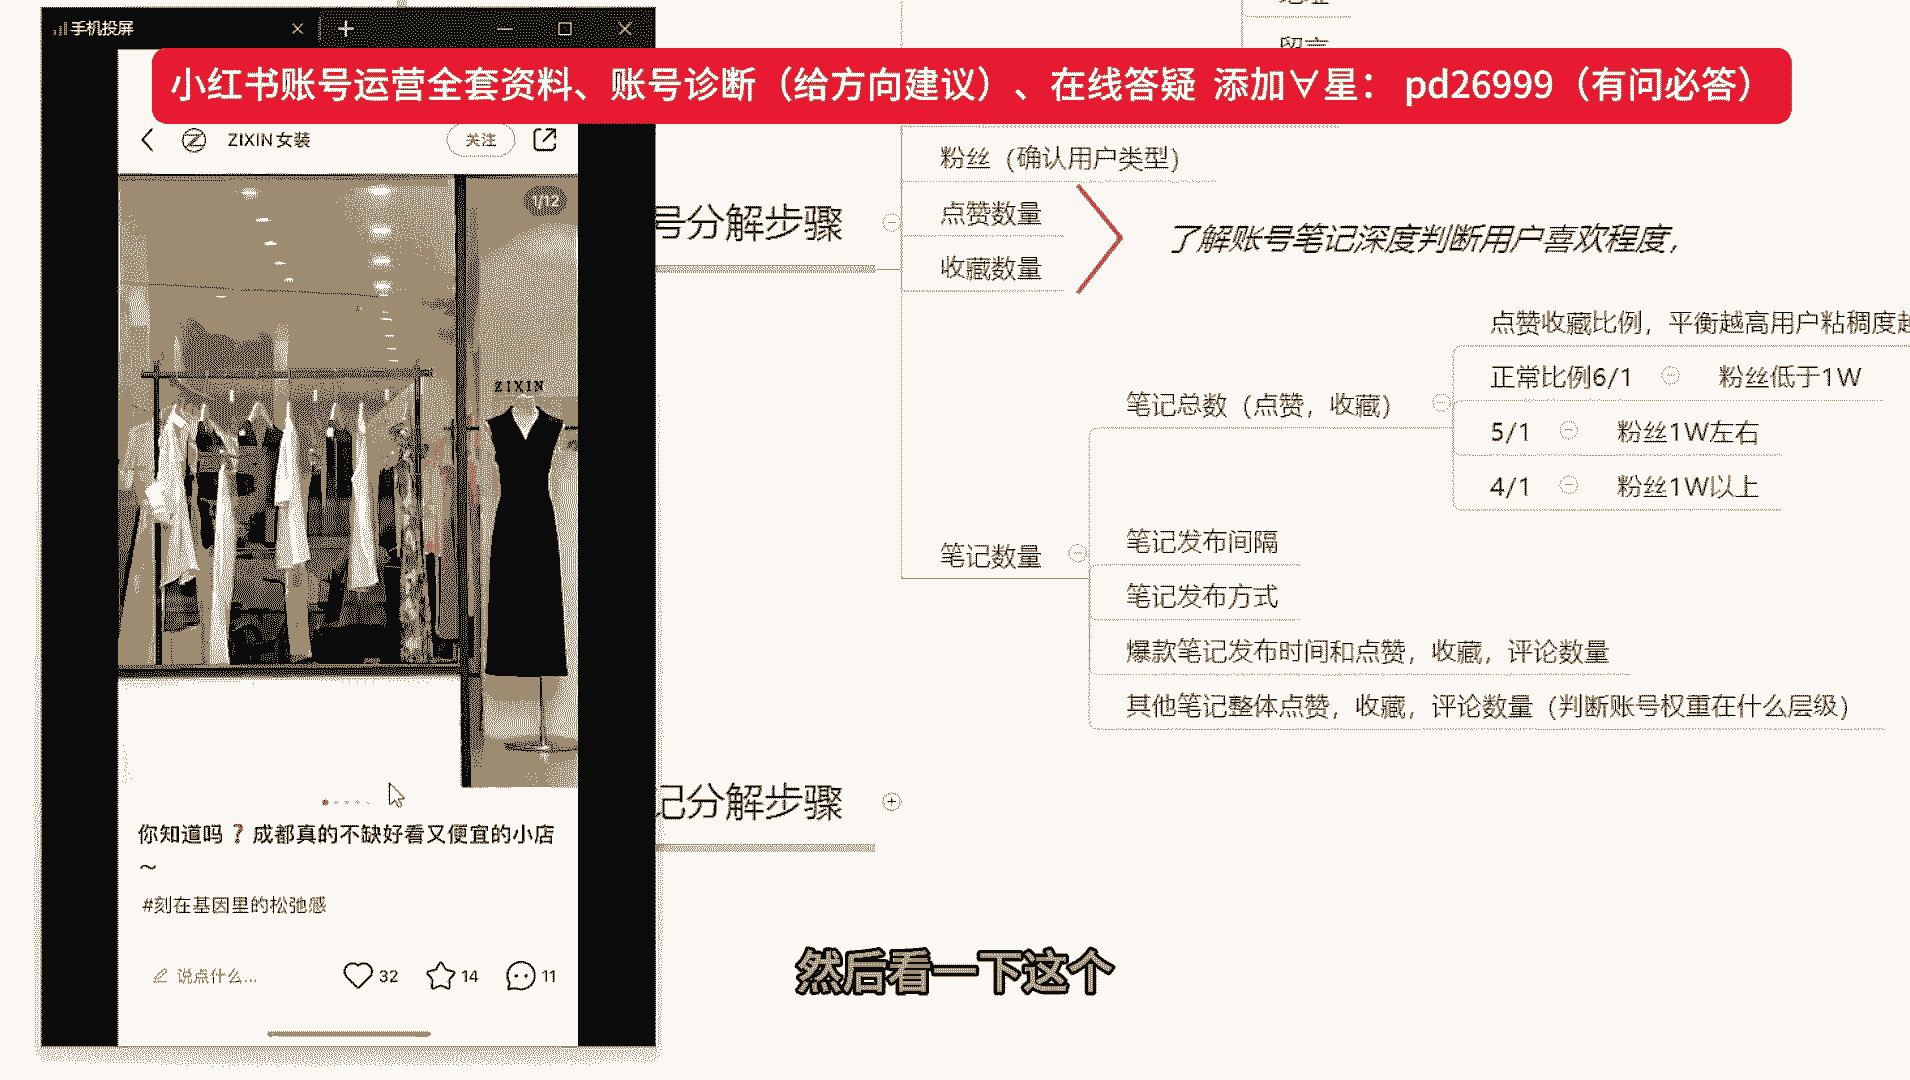 手机投屏
小红书账号运营全套资料、账号诊断（给方向建议）、在线答疑 添加∀星： pd26999（有问必答）
ZIXIN 女装
关注
1/12
ZIXIN
你知道吗？成都真的不缺好看又便宜的小店
～
#刻在基因里的松弛感
说点什么...
32
14
11
号分解步骤
粉丝（确认用户类型）
点赞数量
收藏数量
了解账号笔记深度判断用户喜欢程度，
笔记数量
笔记总数（点赞，收藏）
点赞收藏比例，平衡越高用户粘稠度越
正常比例6/1
粉丝低于1W
5/1
粉丝1W左右
4/1
粉丝1W以上
笔记发布间隔
笔记发布方式
爆款笔记发布时间和点赞，收藏，评论数量
其他笔记整体点赞，收藏，评论数量（判断账号权重在什么层级）
记分解步骤
然后看一下这个